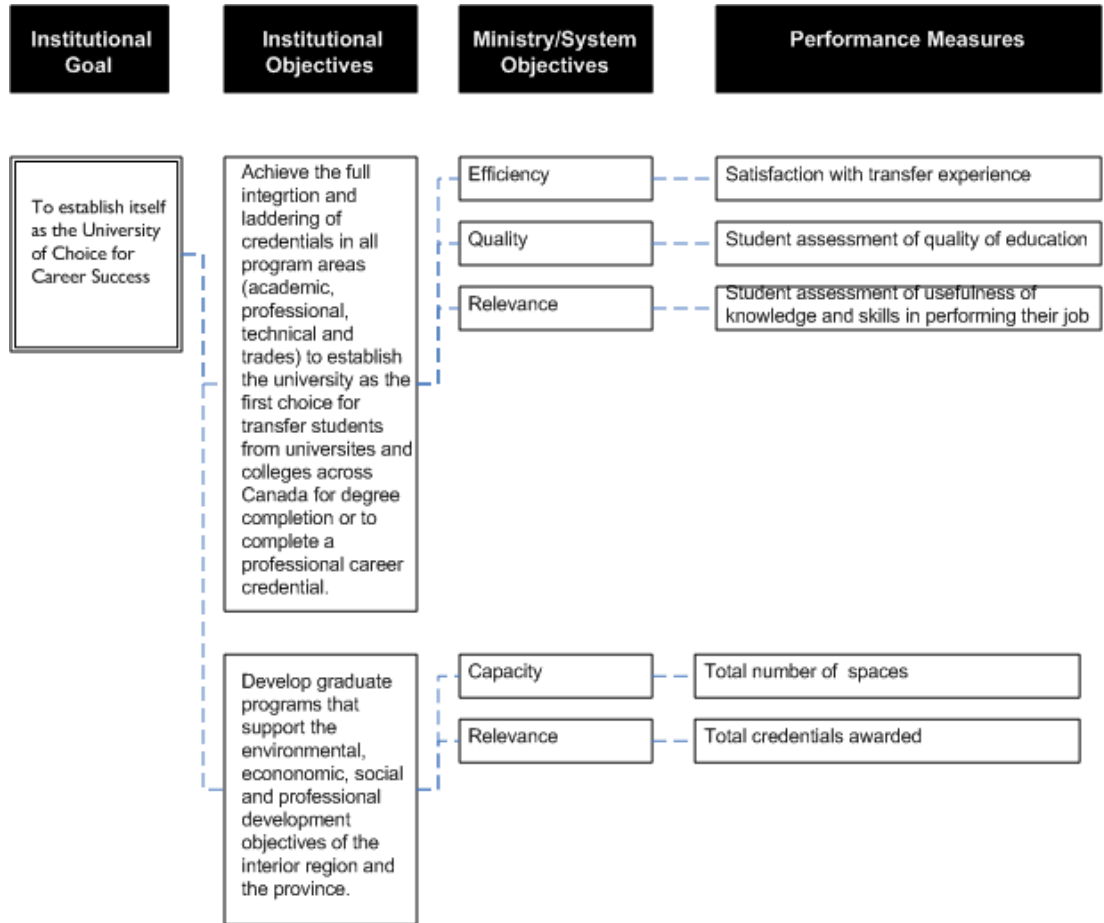 Institutional
Goal
Institutional
Objectives
Ministry/System
Objectives
Performance Measures
To establish itself
as the University
of Choice for
Career Success
Achieve the full
integrtion and
laddering of
credentials in all
program areas
(academic,
professional,
technical and
trades) to establish
the university as the
first choice for
transfer students
from universites and
colleges across
Canada for degree
completion or to
complete a
professional career
credential.
Efficiency
Satisfaction with transfer experience
Quality
Student assessment of quality of education
Relevance
Student assessment of usefulness of
knowledge and skills in performing their job
Develop graduate
programs that
support the
environmental,
econonomic, social
and professional
development
objectives of the
interior region and
the province.
Capacity
Total number of spaces
Relevance
Total credentials awarded